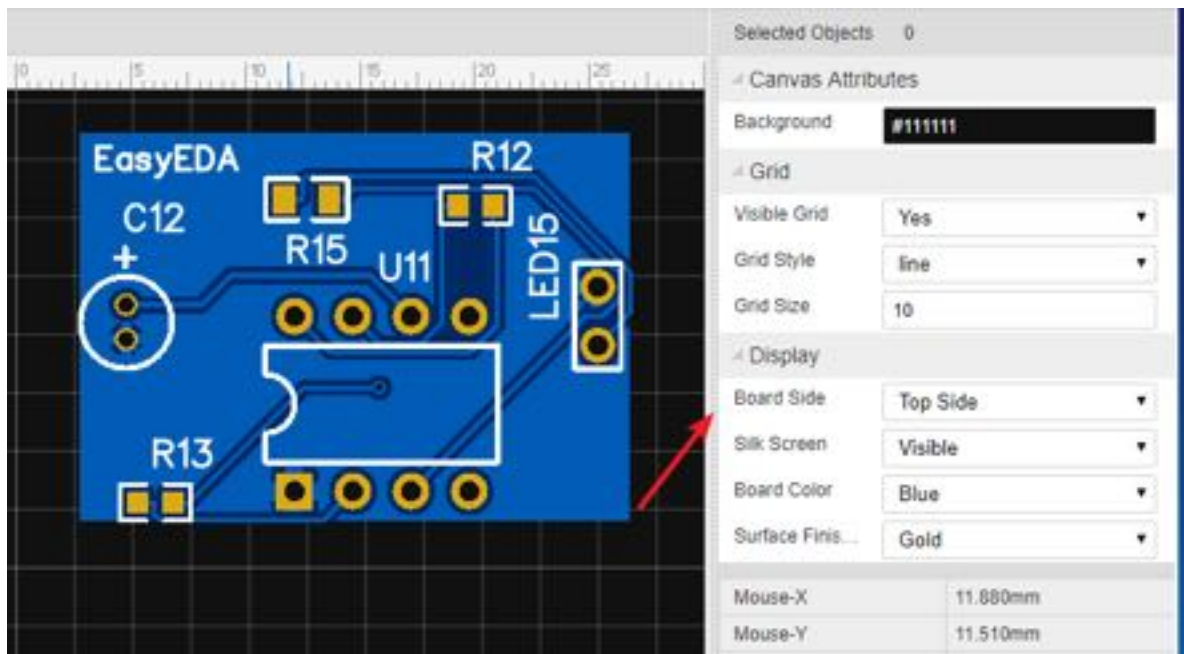 Selected Objects 0
0 5 10 15 20 25
Canvas Attributes
Background #111111
Grid
Visible Grid Yes
Grid Style line
Grid Size 10
Display
Board Side Top Side
Silk Screen Visible
Board Color Blue
Surface Finis... Gold
Mouse-X 11.880mm
Mouse-Y 11.510mm
EasyEDA
R12
C12
+
R15
U11
LED15
R13